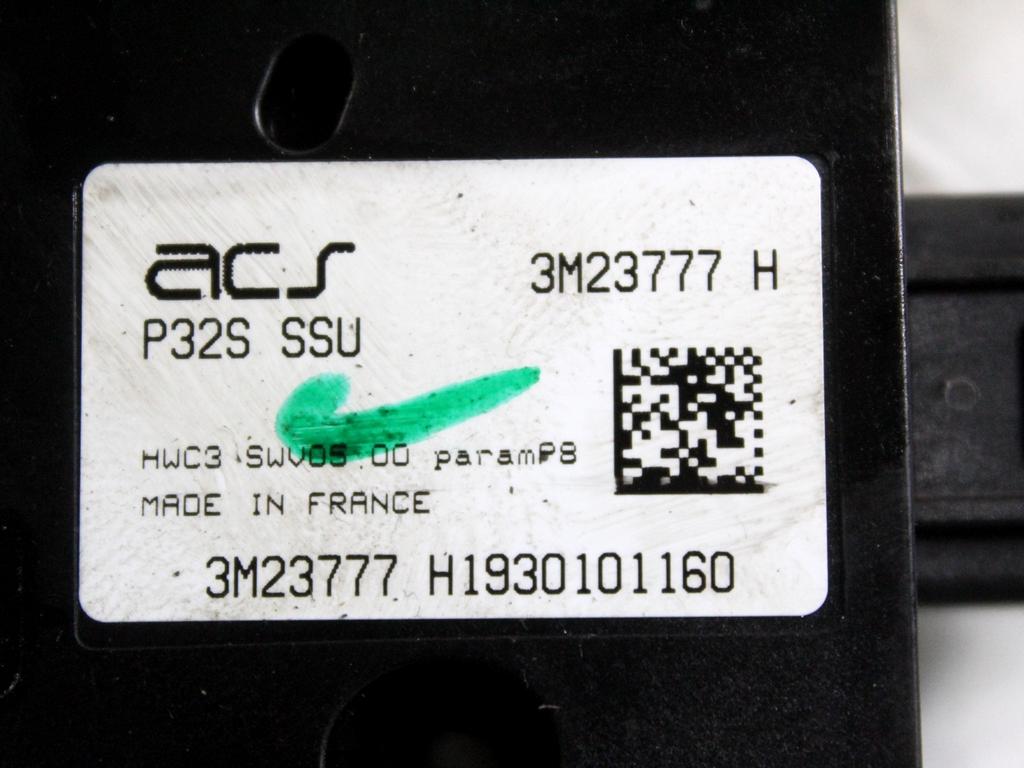 acs 3M23777 H
P32S SSU
HWC3 SWV05.00 paramP8
MADE IN FRANCE
3M23777 H1930101160